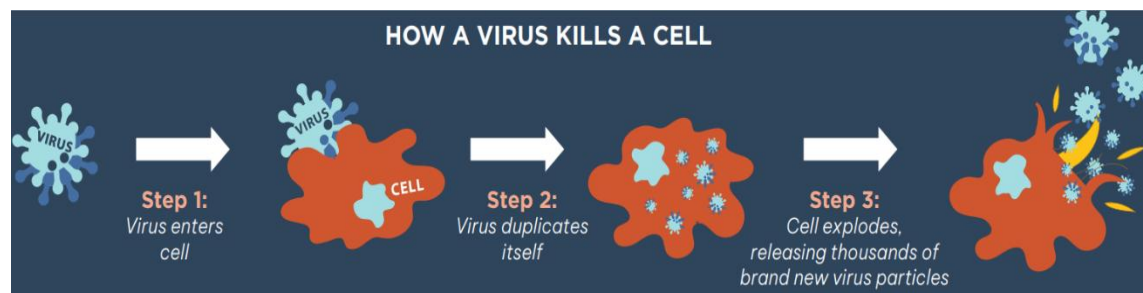 HOW A VIRUS KILLS A CELL
VIRUS
Step 1:
Virus enters
cell
VIRUS
CELL
Step 2:
Virus duplicates
itself
Step 3:
Cell explodes,
releasing thousands of
brand new virus particles